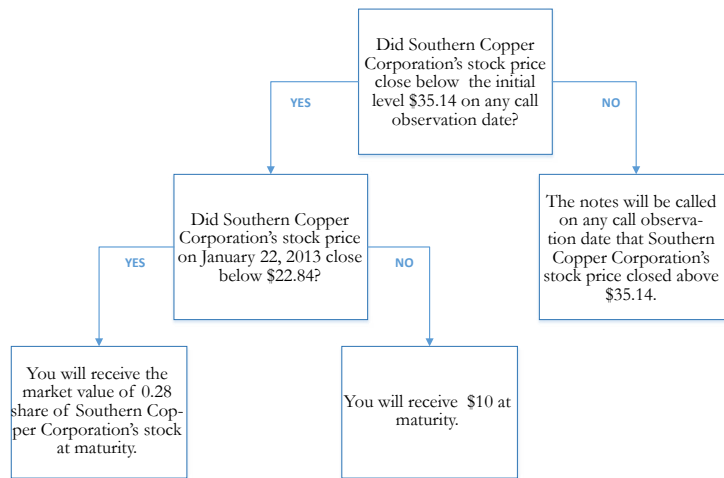 Did Southern Copper
Corporation's stock price
close below the initial
level $35.14 on any call
observation date?
YES
NO
Did Southern Copper
Corporation's stock price
on January 22, 2013 close
below $22.84?
The notes will be called
on any call observa-
tion date that Southern
Copper Corporation's
stock price closed above
$35.14.
YES
NO
You will receive the
market value of 0.28
share of Southern Cop-
per Corporation's stock
at maturity.
You will receive $10 at
maturity.